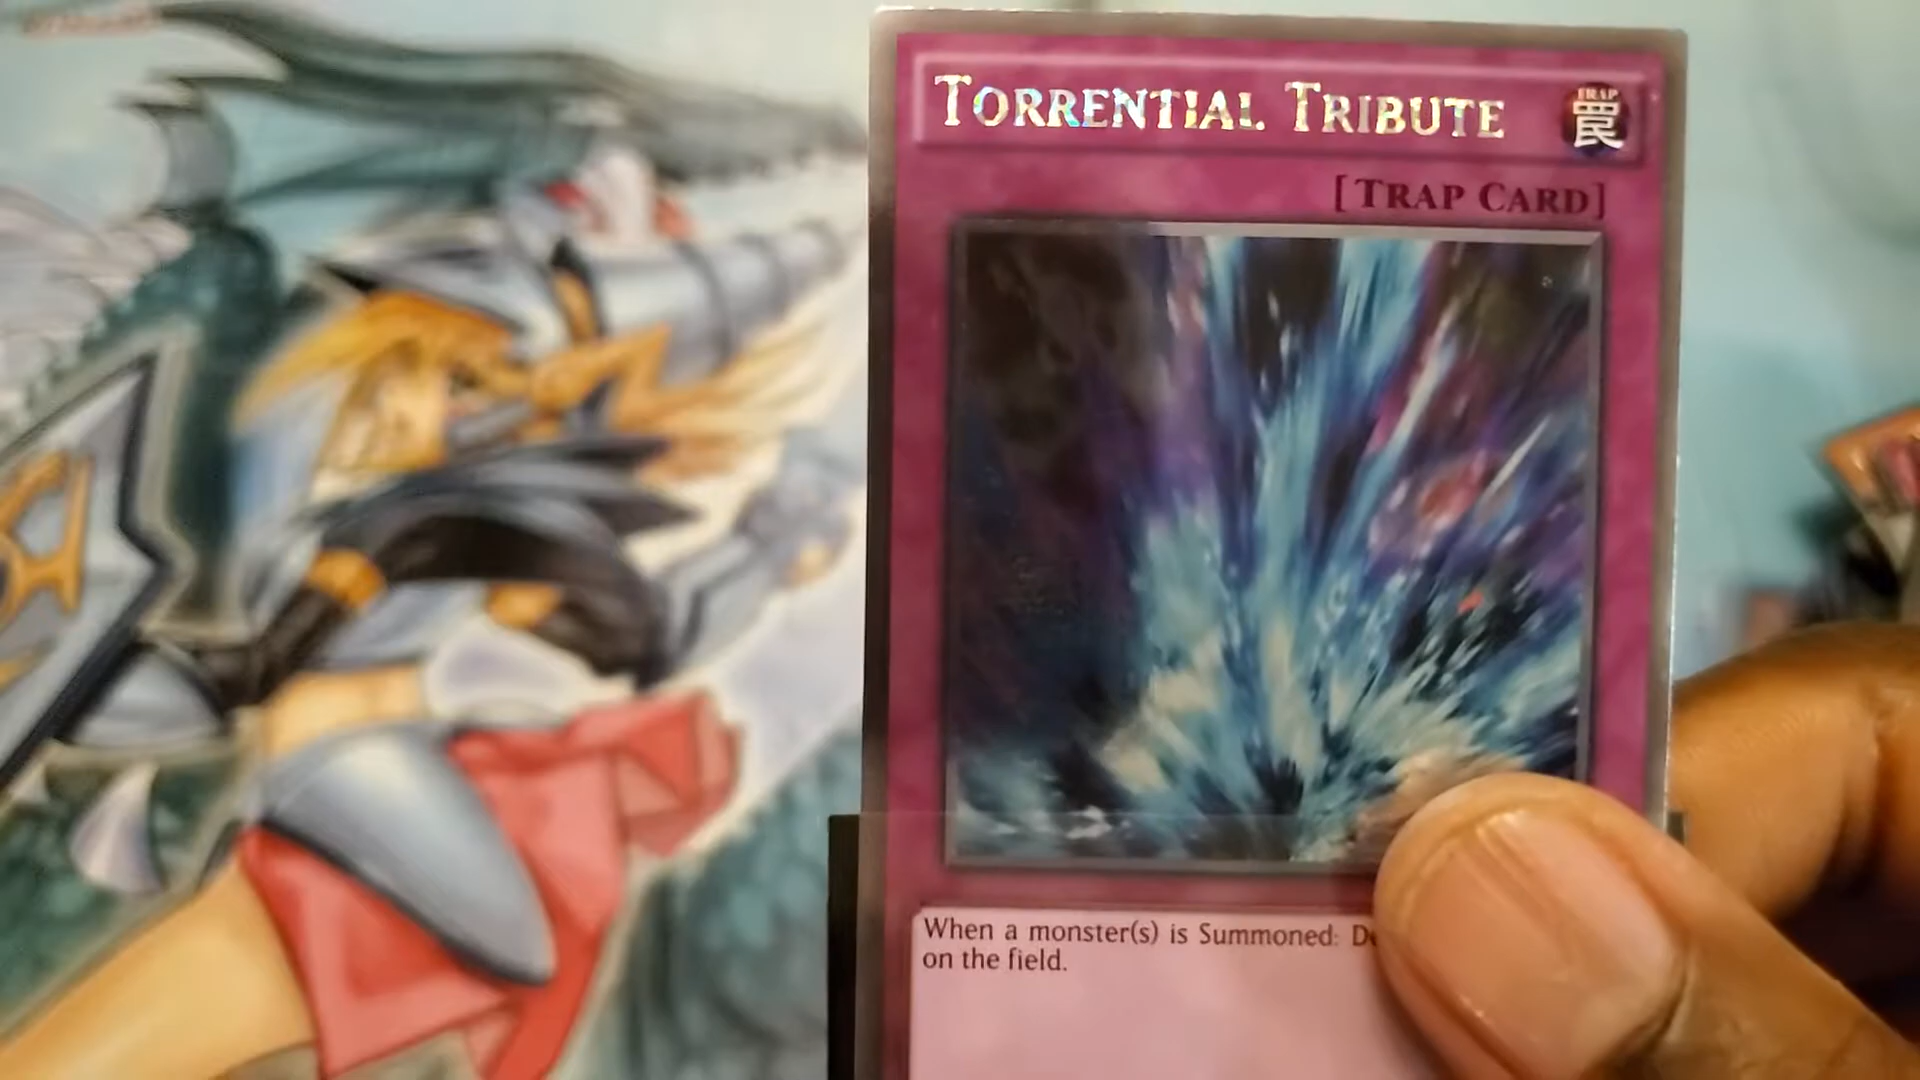 TORRENTIAL TRIBUTE
TRAP
罠
[TRAP CARD]
When a monster(s) is Summoned:
on the field.